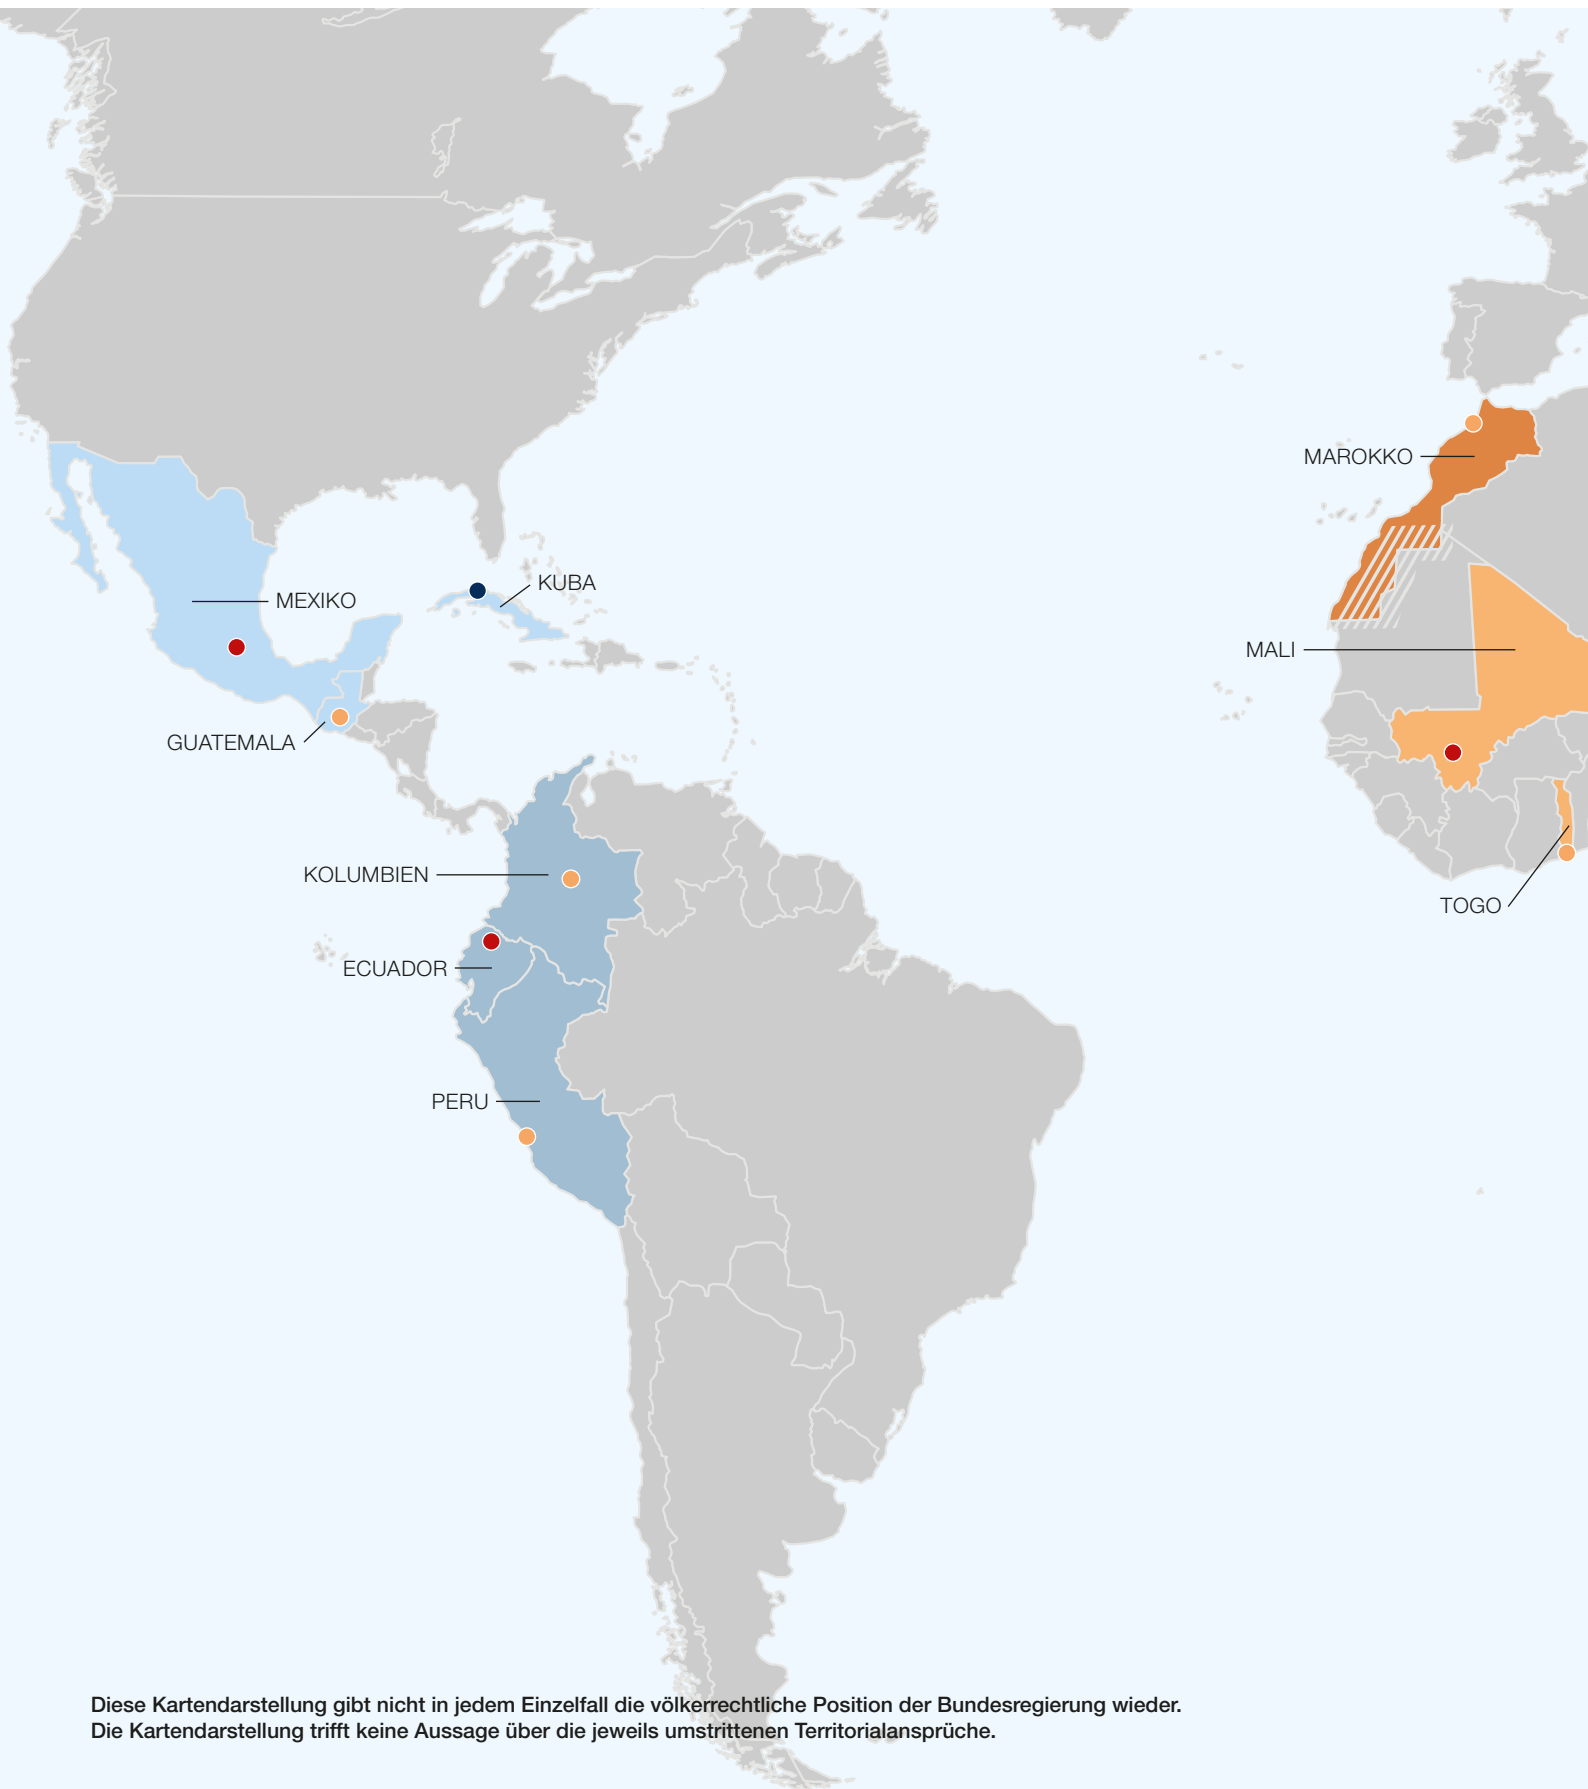 MAROKKO
KUBA
MEXIKO
MALI
GUATEMALA
KOLUMBIEN
TOGO
ECUADOR
PERU
Diese Kartendarstellung gibt nicht in jedem Einzelfall die völkerrechtliche Position der Bundesregierung wieder.
Die Kartendarstellung trifft keine Aussage über die jeweils umstrittenen Territorialansprüche.